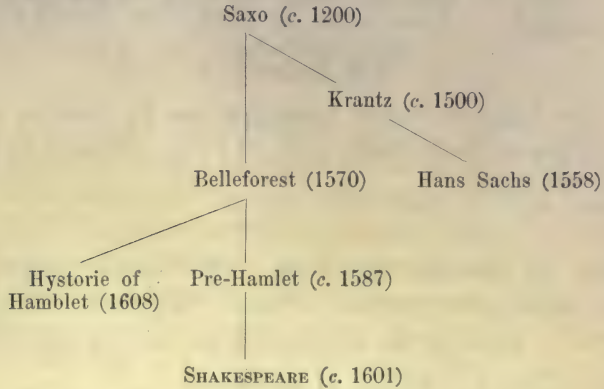 Saxo (c. 1200)
Krantz (c. 1500)
Belleforest (1570) Hans Sachs (1558)
Hystorie of Pre-Hamlet (c. 1587)
Hamblet (1608)
SHAKESPEARE (c. 1601)